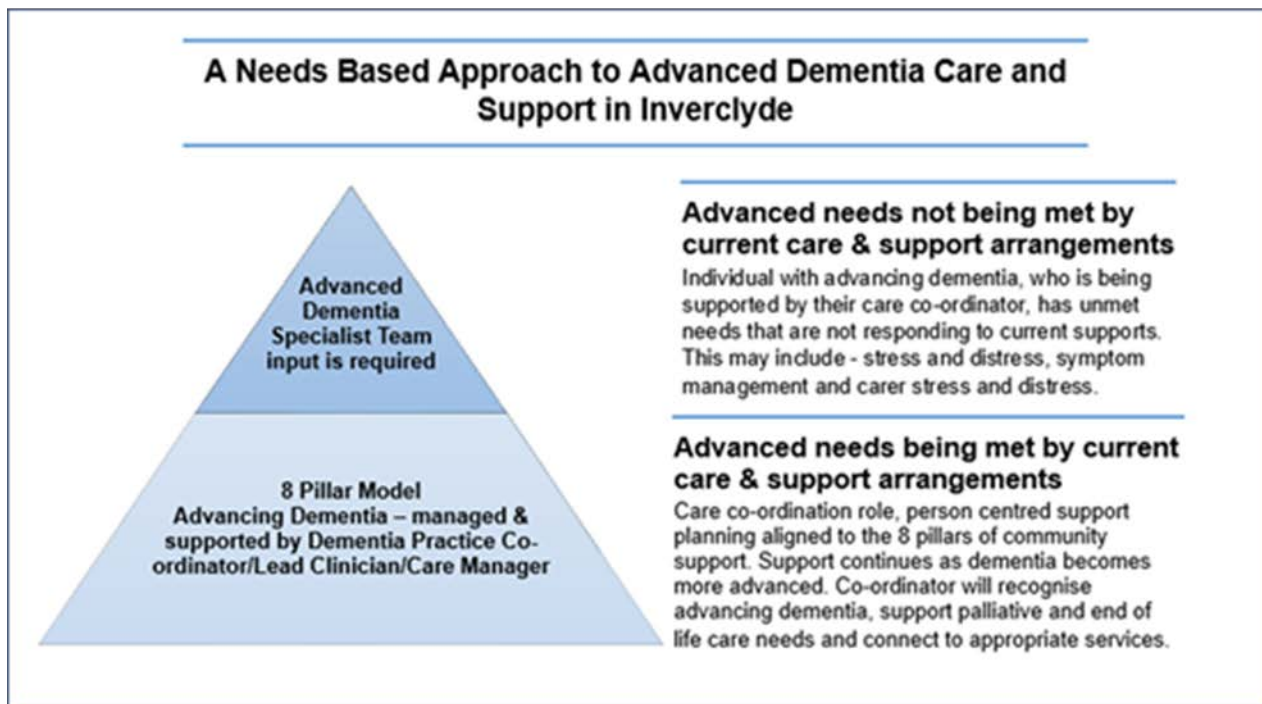 A Needs Based Approach to Advanced Dementia Care and
Support in Inverclyde
Advanced
Dementia
Specialist Team
input is required
Advanced needs not being met by
current care & support arrangements
Individual with advancing dementia, who is being
supported by their care co-ordinator, has unmet
needs that are not responding to current supports.
This may include - stress and distress, symptom
management and carer stress and distress.
8 Pillar Model
Advancing Dementia – managed &
supported by Dementia Practice Co-
ordinator/Lead Clinician/Care Manager
Advanced needs being met by current
care & support arrangements
Care co-ordination role, person centred support
planning aligned to the 8 pillars of community
support. Support continues as dementia becomes
more advanced. Co-ordinator will recognise
advancing dementia, support palliative and end of
life care needs and connect to appropriate services.